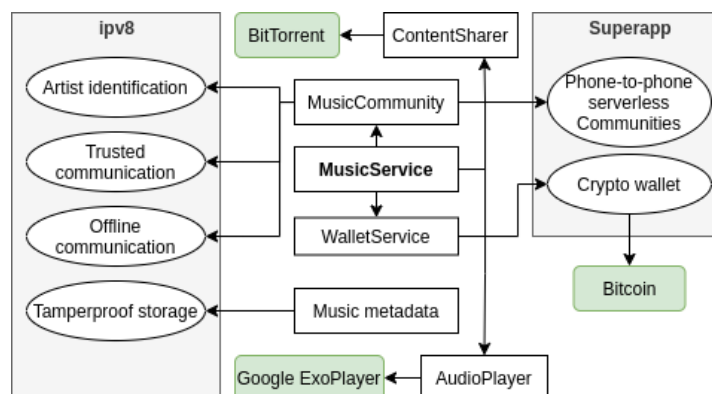 ipv8
BitTorrent
ContentSharer
Superapp
Artist identification
MusicCommunity
Phone-to-phone
serverless
Communities
Trusted
communication
MusicService
Crypto wallet
Offline
communication
WalletService
Bitcoin
Tamperproof storage
Music metadata
Google ExoPlayer
AudioPlayer